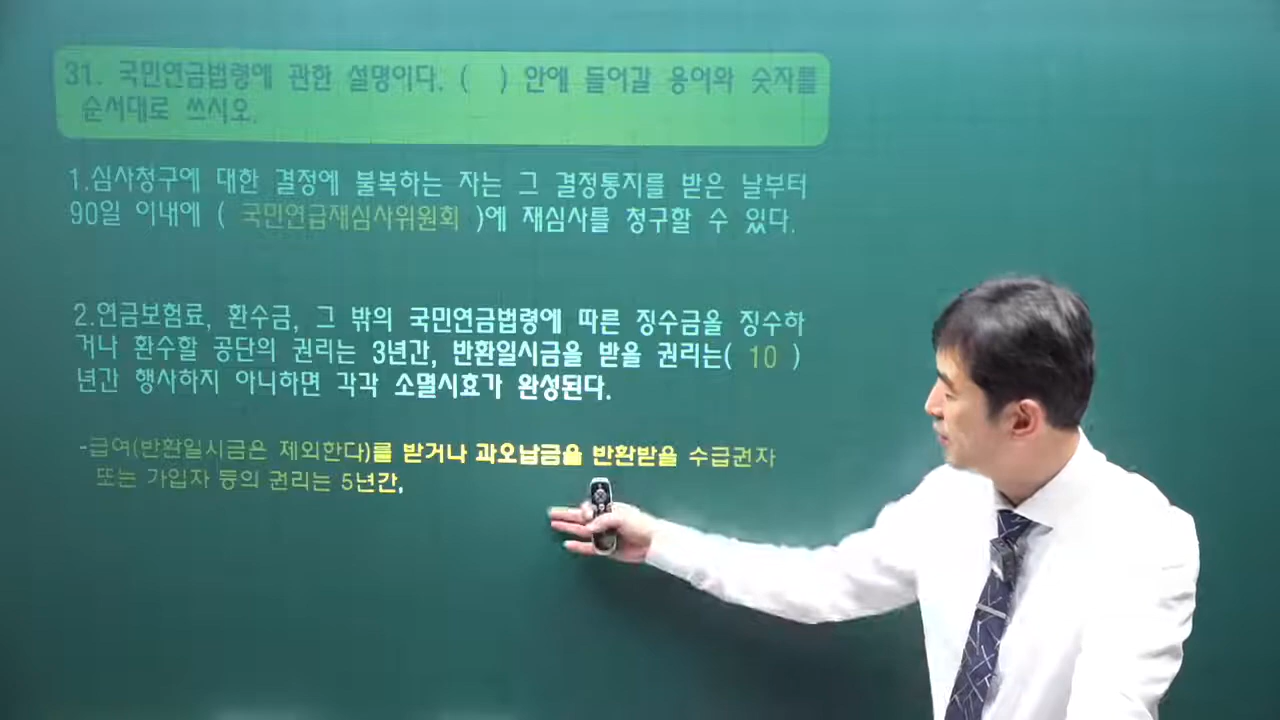 31. 국민연금법령에 관한 설명이다. (  ) 안에 들어갈 용어와 숫자를
순서대로 쓰시오.
1.심사청구에 대한 결정에 불복하는 자는 그 결정통지를 받은 날부터
90일 이내에 ( 국민연급재심사위원회 )에 재심사를 청구할 수 있다.
2.연금보험료, 환수금, 그 밖의 국민연금법령에 따른 징수금을 징수하
거나 환수할 공단의 권리는 3년간, 반환일시금을 받을 권리는( 10 )
년간 행사하지 아니하면 각각 소멸시효가 완성된다.
-급여(반환일시금은 제외한다)를 받거나 과오납금을 반환받을 수급권자
또는 가입자 등의 권리는 5년간,